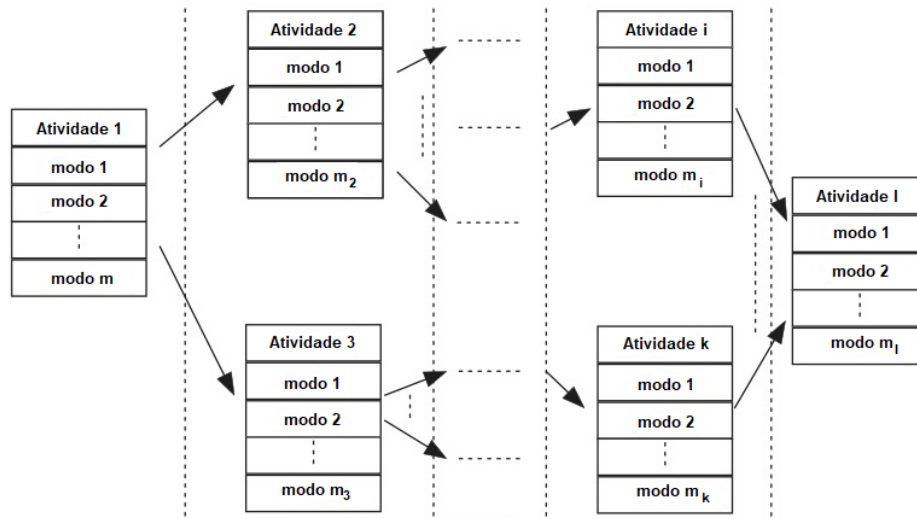 Atividade 1
modo 1
modo 2
modo m
Atividade 2
modo 1
modo 2
modo m2
Atividade 3
modo 1
modo 2
modo m3
Atividade i
modo 1
modo 2
modo mi
Atividade k
modo 1
modo 2
modo mk
Atividade l
modo 1
modo 2
modo ml